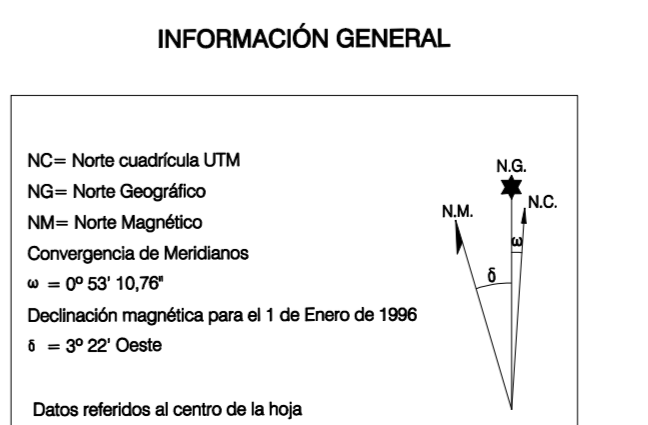 INFORMACIÓN GENERAL
NC= Norte cuadrícula UTM
NG= Norte Geográfico
NM= Norte Magnético
Convergencia de Meridianos
ω = 0º 53' 10,76"
Declinación magnética para el 1 de Enero de 1996
δ = 3º 22' Oeste
Datos referidos al centro de la hoja
N.G.
N.C.
N.M.
ω
δ